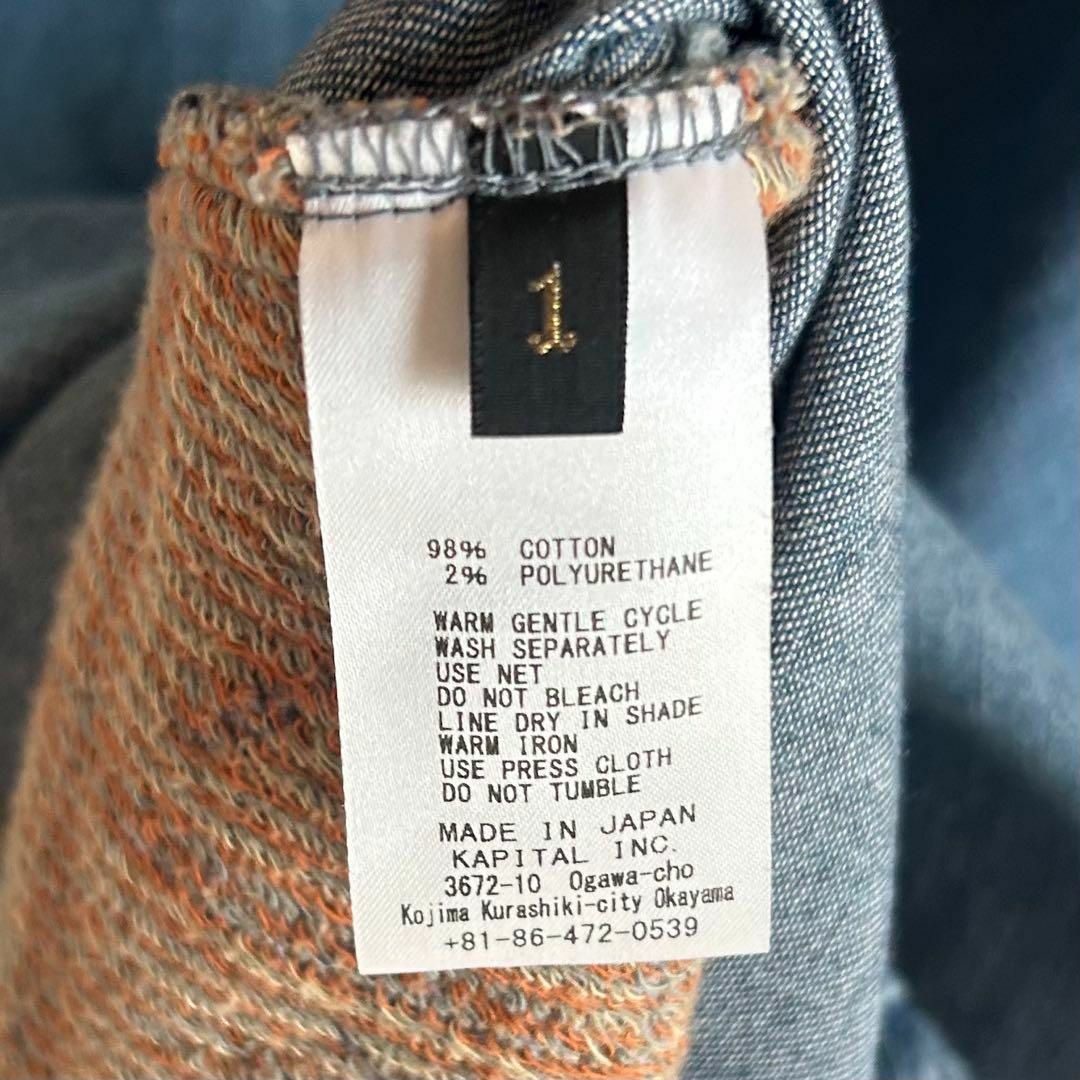 1
98% COTTON
2% POLYURETHANE
WARM GENTLE CYCLE
WASH SEPARATELY
USE NET
DO NOT BLEACH
LINE DRY IN SHADE
WARM IRON
USE PRESS CLOTH
DO NOT TUMBLE
MADE IN JAPAN
KAPITAL INC.
3672-10 Ogawa-cho
Kojima Kurashiki-city Okayama
+81-86-472-0539